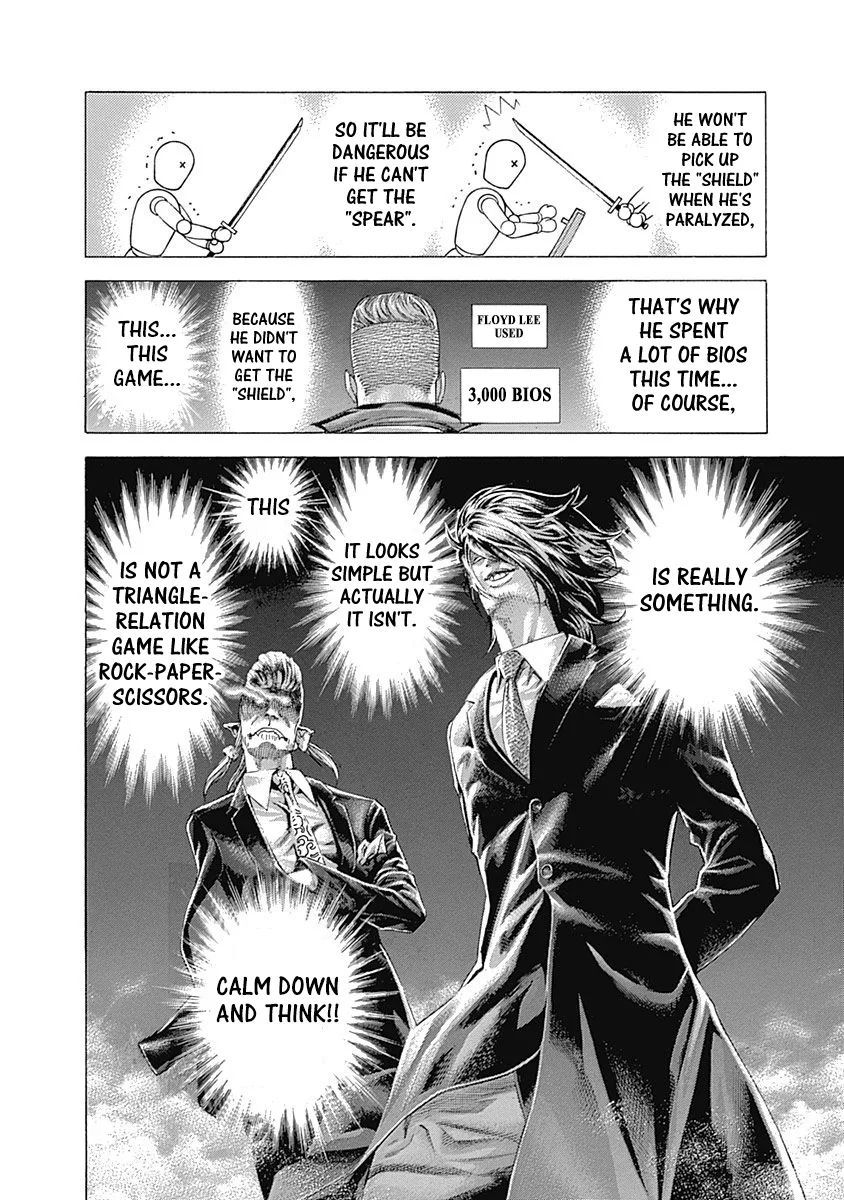 HE WON'T
BE ABLE TO
PICK UP
THE "SHIELD"
WHEN HE'S
PARALYZED,
SO IT'LL BE
DANGEROUS
IF HE CAN'T
GET THE
"SPEAR".
THAT'S WHY
HE SPENT
A LOT OF BIOS
THIS TIME...
OF COURSE,
FLOYD LEE
USED
3,000 BIOS
BECAUSE
HE DIDN'T
WANT TO
GET THE
"SHIELD",
THIS...
THIS
GAME...
IS REALLY
SOMETHING.
IT LOOKS
SIMPLE BUT
ACTUALLY
IT ISN'T.
THIS
IS NOT A
TRIANGLE-
RELATION
GAME LIKE
ROCK-PAPER-
SCISSORS.
CALM DOWN
AND THINK!!